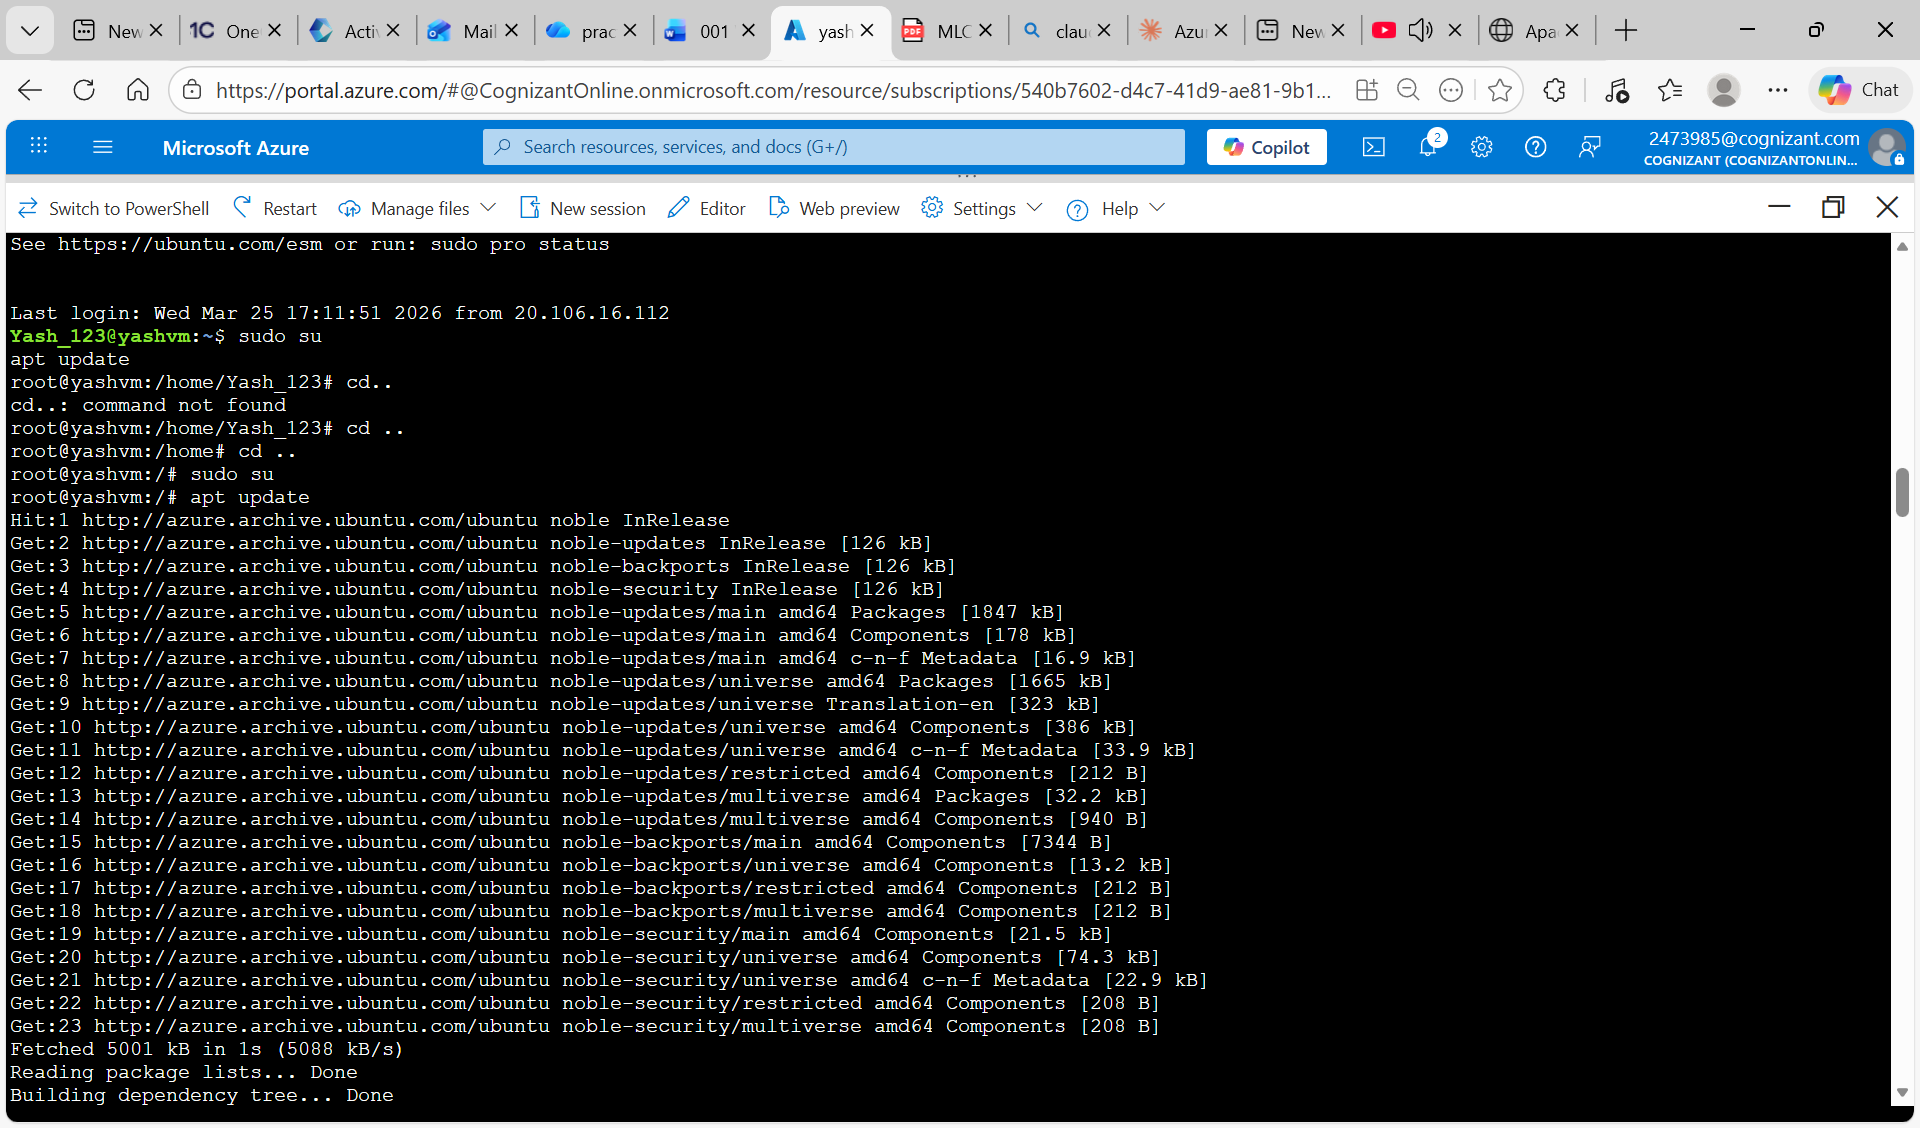 New
One
Activ
Mail
prac
001
yash
MLC
clau
Azu
New
Apa
https://portal.azure.com/#@CognizantOnline.onmicrosoft.com/resource/subscriptions/540b7602-d4c7-41d9-ae81-9b1...
Chat
Microsoft Azure
Search resources, services, and docs (G+/)
Copilot
2
2473985@cognizant.com
COGNIZANT (COGNIZANTONLIN...
Switch to PowerShell
Restart
Manage files
New session
Editor
Web preview
Settings
Help
See https://ubuntu.com/esm or run: sudo pro status
Last login: Wed Mar 25 17:11:51 2026 from 20.106.16.112
Yash_123@yashvm:~$ sudo su
apt update
root@yashvm:/home/Yash_123# cd..
cd..: command not found
root@yashvm:/home/Yash_123# cd ..
root@yashvm:/home# cd ..
root@yashvm:/# sudo su
root@yashvm:/# apt update
Hit:1 http://azure.archive.ubuntu.com/ubuntu noble InRelease
Get:2 http://azure.archive.ubuntu.com/ubuntu noble-updates InRelease [126 kB]
Get:3 http://azure.archive.ubuntu.com/ubuntu noble-backports InRelease [126 kB]
Get:4 http://azure.archive.ubuntu.com/ubuntu noble-security InRelease [126 kB]
Get:5 http://azure.archive.ubuntu.com/ubuntu noble-updates/main amd64 Packages [1847 kB]
Get:6 http://azure.archive.ubuntu.com/ubuntu noble-updates/main amd64 Components [178 kB]
Get:7 http://azure.archive.ubuntu.com/ubuntu noble-updates/main amd64 c-n-f Metadata [16.9 kB]
Get:8 http://azure.archive.ubuntu.com/ubuntu noble-updates/universe amd64 Packages [1665 kB]
Get:9 http://azure.archive.ubuntu.com/ubuntu noble-updates/universe Translation-en [323 kB]
Get:10 http://azure.archive.ubuntu.com/ubuntu noble-updates/universe amd64 Components [386 kB]
Get:11 http://azure.archive.ubuntu.com/ubuntu noble-updates/universe amd64 c-n-f Metadata [33.9 kB]
Get:12 http://azure.archive.ubuntu.com/ubuntu noble-updates/restricted amd64 Components [212 B]
Get:13 http://azure.archive.ubuntu.com/ubuntu noble-updates/multiverse amd64 Packages [32.2 kB]
Get:14 http://azure.archive.ubuntu.com/ubuntu noble-updates/multiverse amd64 Components [940 B]
Get:15 http://azure.archive.ubuntu.com/ubuntu noble-backports/main amd64 Components [7344 B]
Get:16 http://azure.archive.ubuntu.com/ubuntu noble-backports/universe amd64 Components [13.2 kB]
Get:17 http://azure.archive.ubuntu.com/ubuntu noble-backports/restricted amd64 Components [212 B]
Get:18 http://azure.archive.ubuntu.com/ubuntu noble-backports/multiverse amd64 Components [212 B]
Get:19 http://azure.archive.ubuntu.com/ubuntu noble-security/main amd64 Components [21.5 kB]
Get:20 http://azure.archive.ubuntu.com/ubuntu noble-security/universe amd64 Components [74.3 kB]
Get:21 http://azure.archive.ubuntu.com/ubuntu noble-security/universe amd64 c-n-f Metadata [22.9 kB]
Get:22 http://azure.archive.ubuntu.com/ubuntu noble-security/restricted amd64 Components [208 B]
Get:23 http://azure.archive.ubuntu.com/ubuntu noble-security/multiverse amd64 Components [208 B]
Fetched 5001 kB in 1s (5088 kB/s)
Reading package lists... Done
Building dependency tree... Done